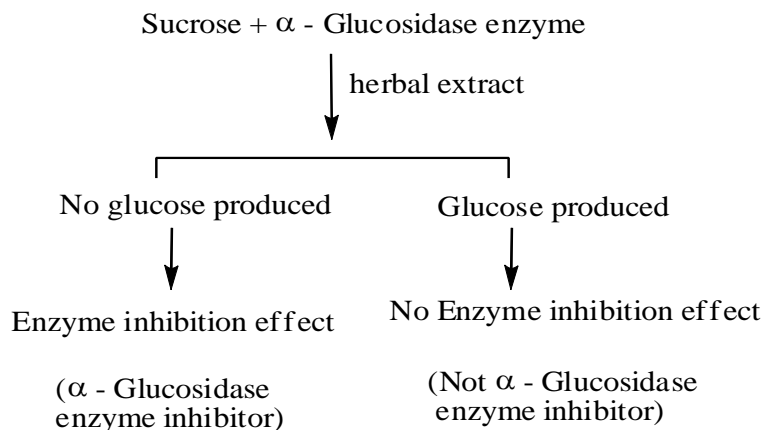 Sucrose + α - Glucosidase enzyme
herbal extract
No glucose produced
Glucose produced
Enzyme inhibition effect
No Enzyme inhibition effect
(α - Glucosidase
enzyme inhibitor)
(Not α - Glucosidase
enzyme inhibitor)